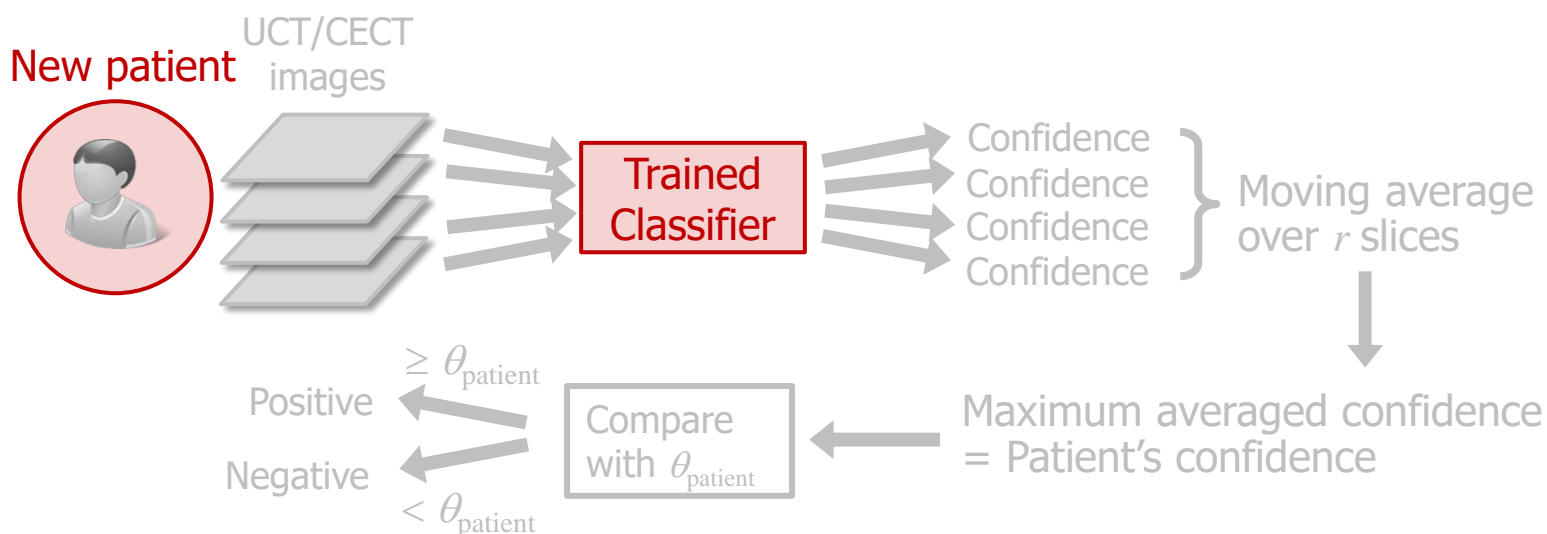 New patient
UCT/CECT
images
Trained
Classifier
Confidence
Confidence
Confidence
Confidence
Moving average
over r slices
Maximum averaged confidence
= Patient's confidence
Compare
with θpatient
≥ θpatient
Positive
Negative
< θpatient